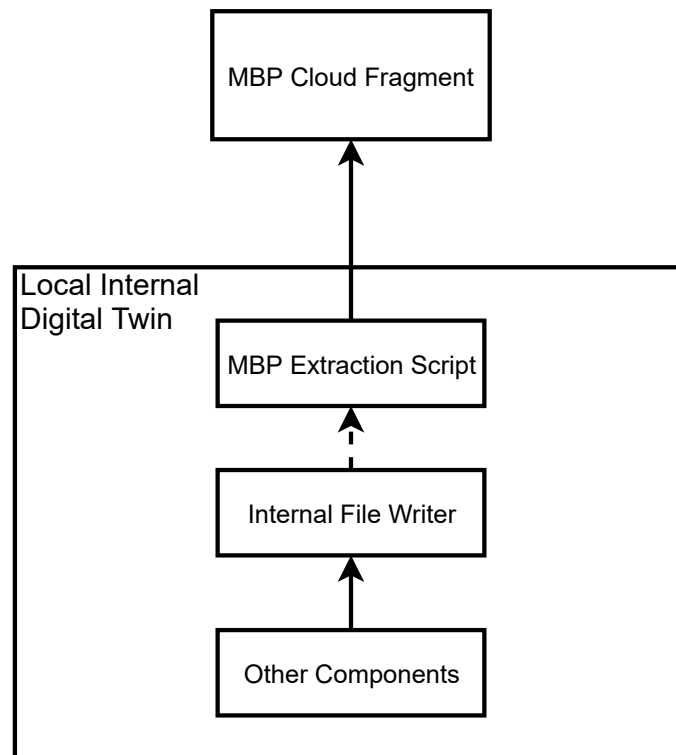 MBP Cloud Fragment
Local Internal
Digital Twin
MBP Extraction Script
Internal File Writer
Other Components